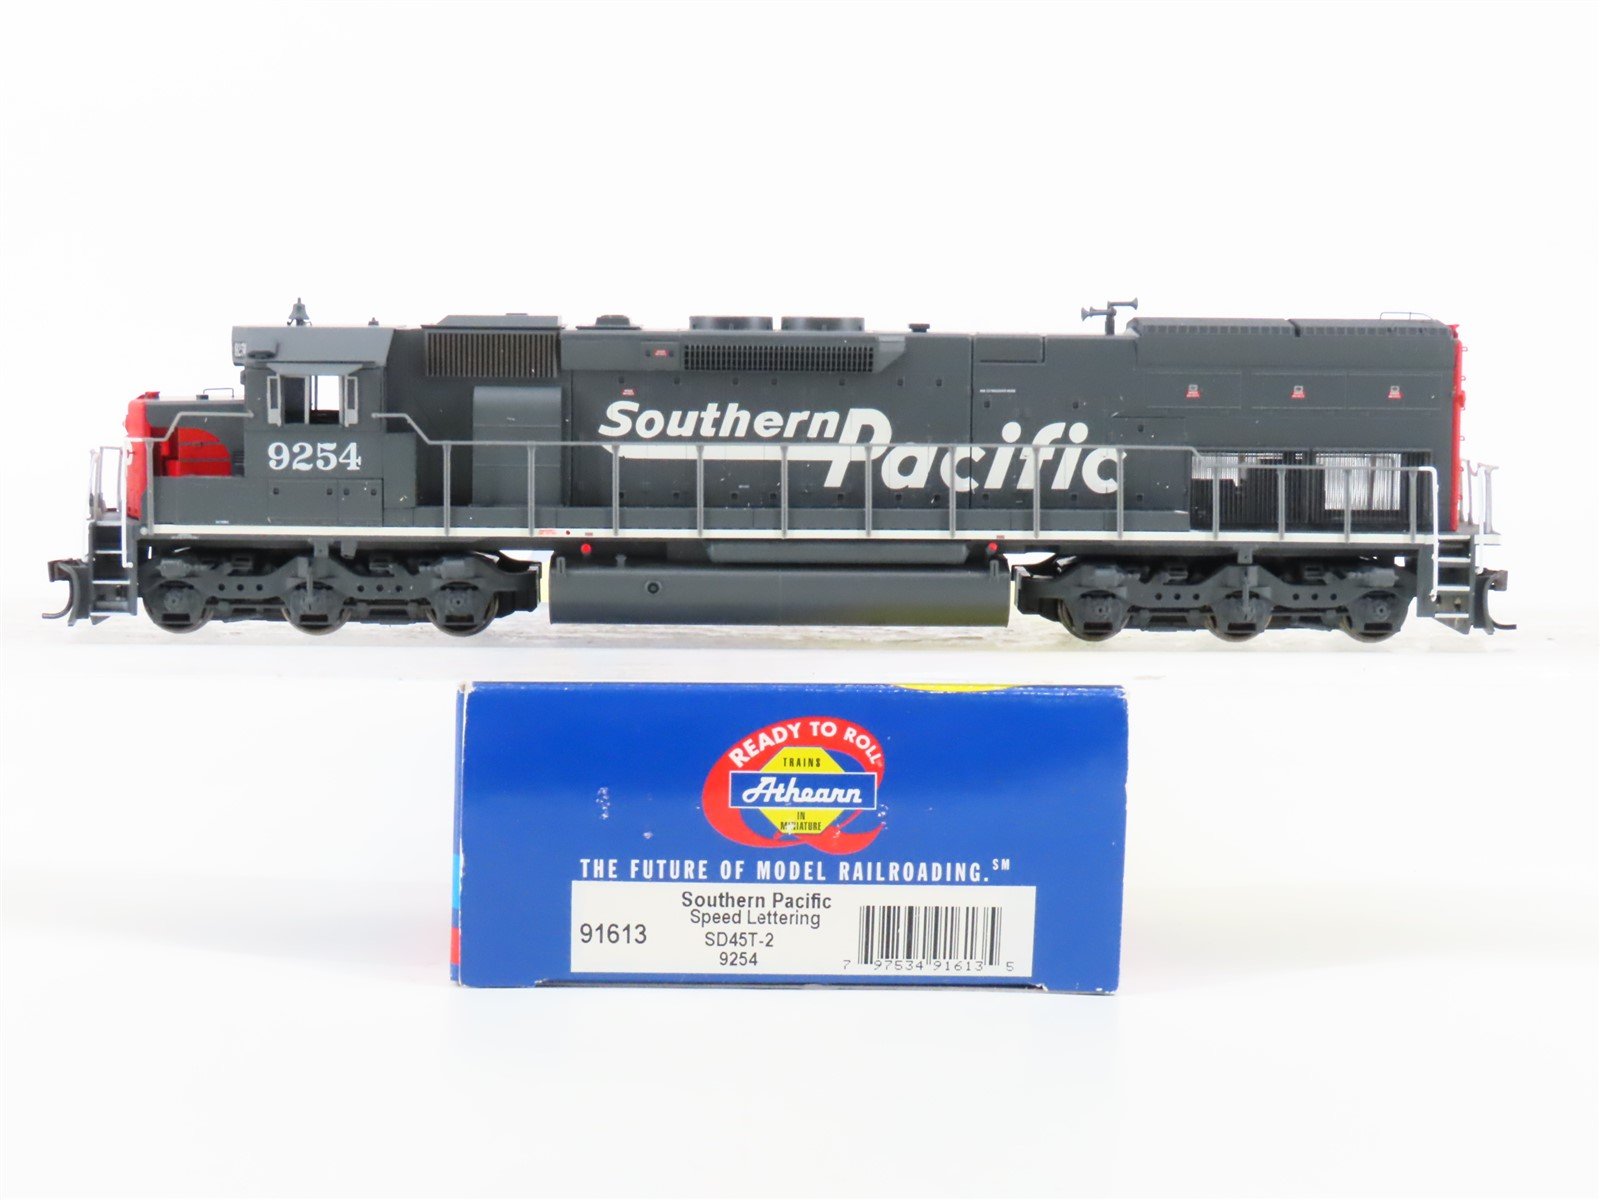 Southern
Pacific
9254
READY TO ROLL
TRAINS
Athearn
IN
MINIATURE
THE FUTURE OF MODEL RAILROADING.℠
Southern Pacific
Speed Lettering
91613
SD45T-2
9254
7 97534 91613 5